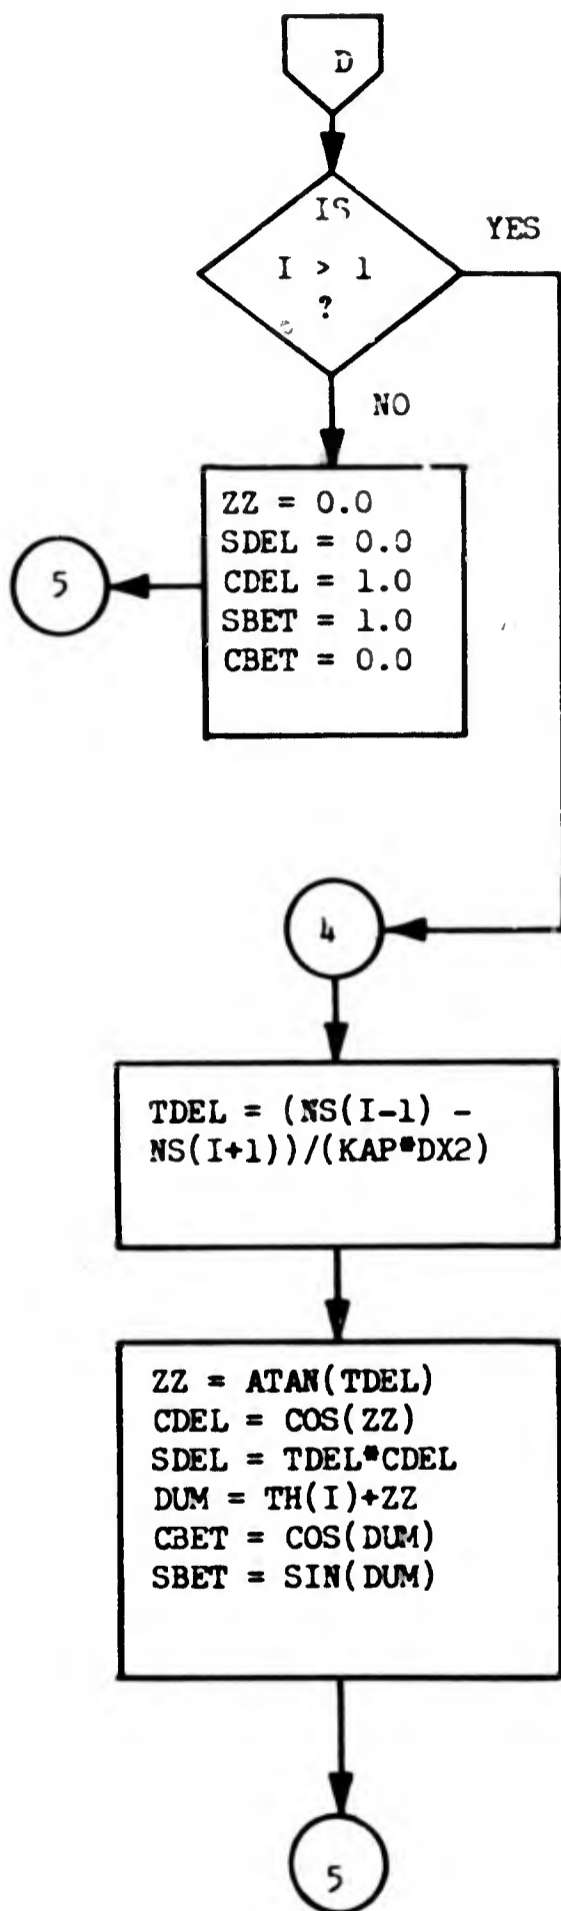 D
IS
I > 1
?
YES
NO
ZZ = 0.0
SDEL = 0.0
CDEL = 1.0
SBET = 1.0
CBET = 0.0
5
4
TDEL = (NS(I-1) -
NS(I+1))/(KAP*DX2)
ZZ = ATAN(TDEL)
CDEL = COS(ZZ)
SDEL = TDEL*CDEL
DUM = TH(I)+ZZ
CBET = COS(DUM)
SBET = SIN(DUM)
5